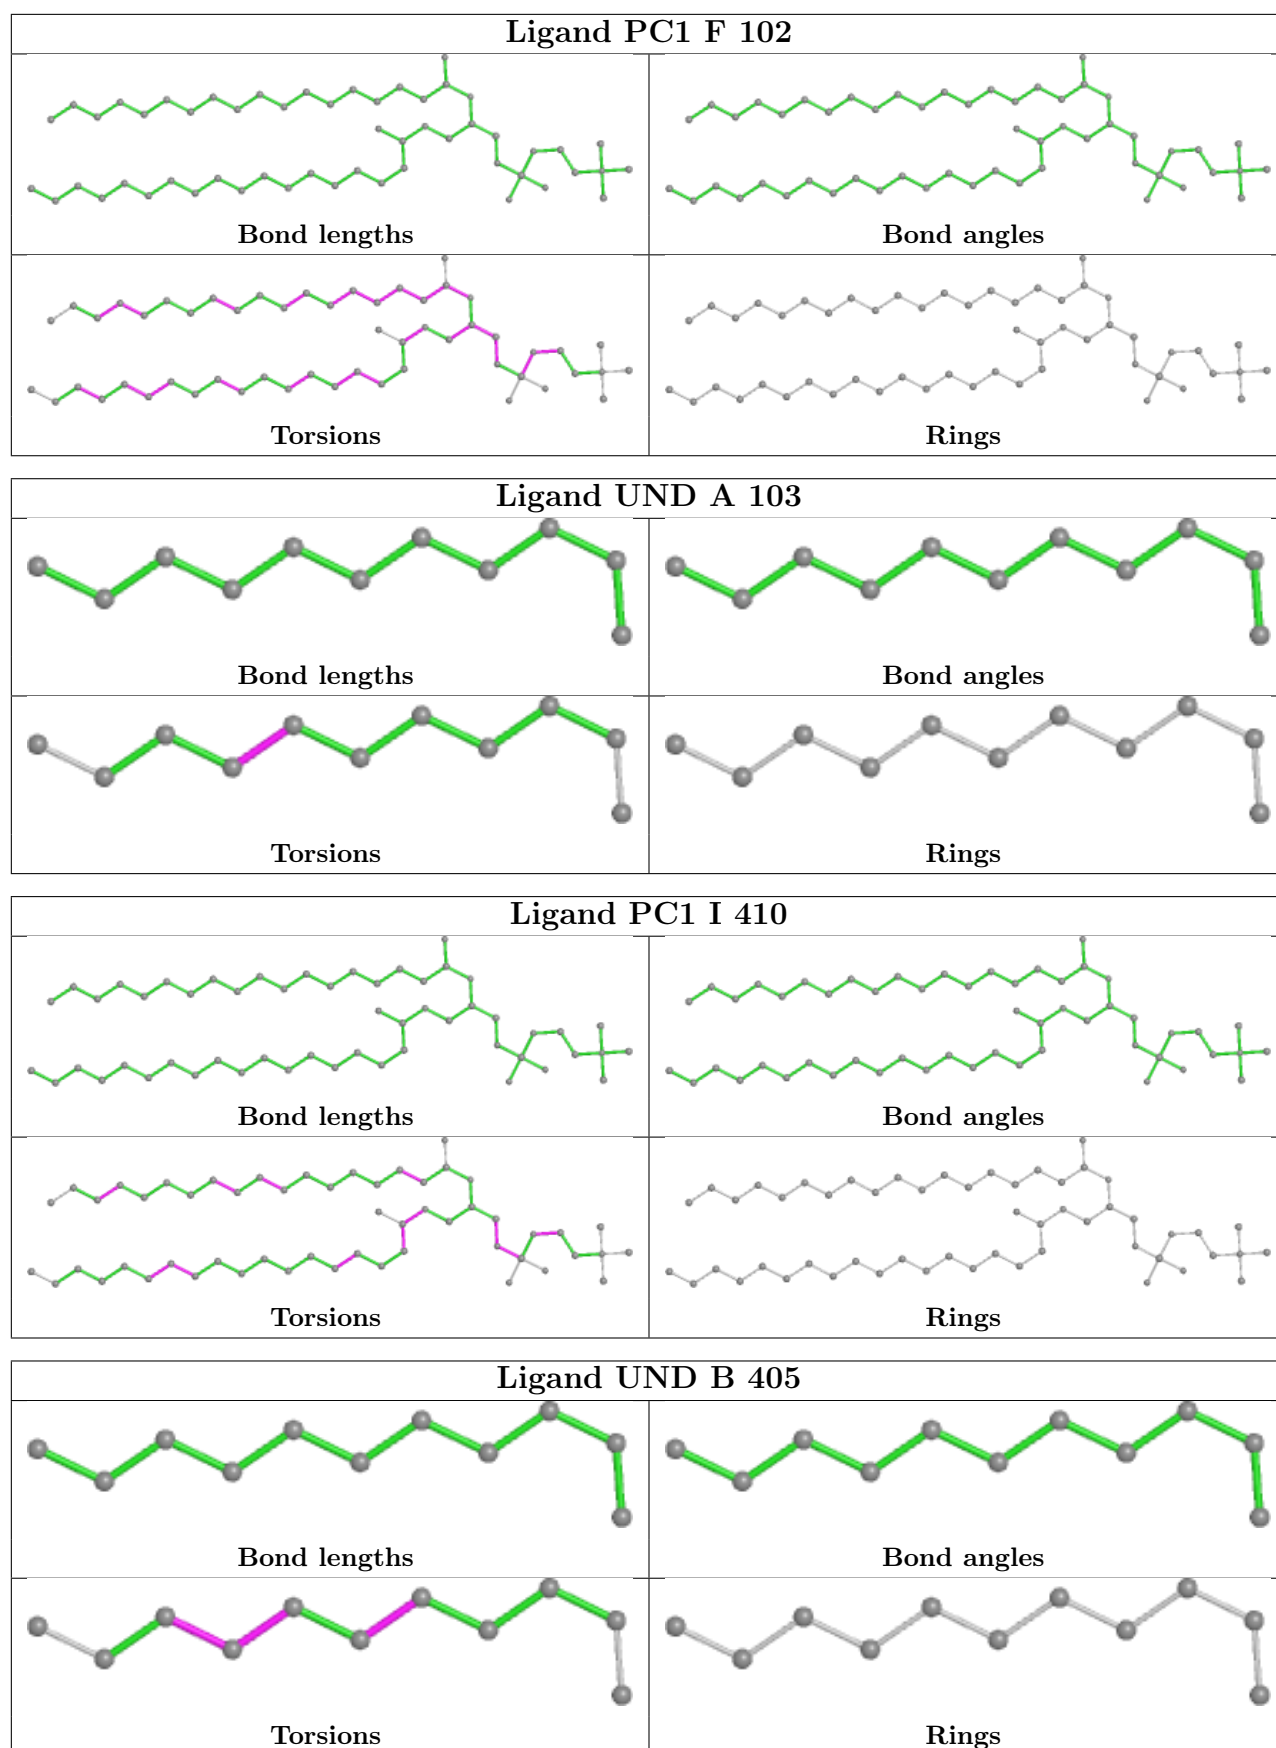 Ligand PC1 F 102
Bond lengths
Bond angles
Torsions
Rings
Ligand UND A 103
Bond lengths
Bond angles
Torsions
Rings
Ligand PC1 I 410
Bond lengths
Bond angles
Torsions
Rings
Ligand UND B 405
Bond lengths
Bond angles
Torsions
Rings